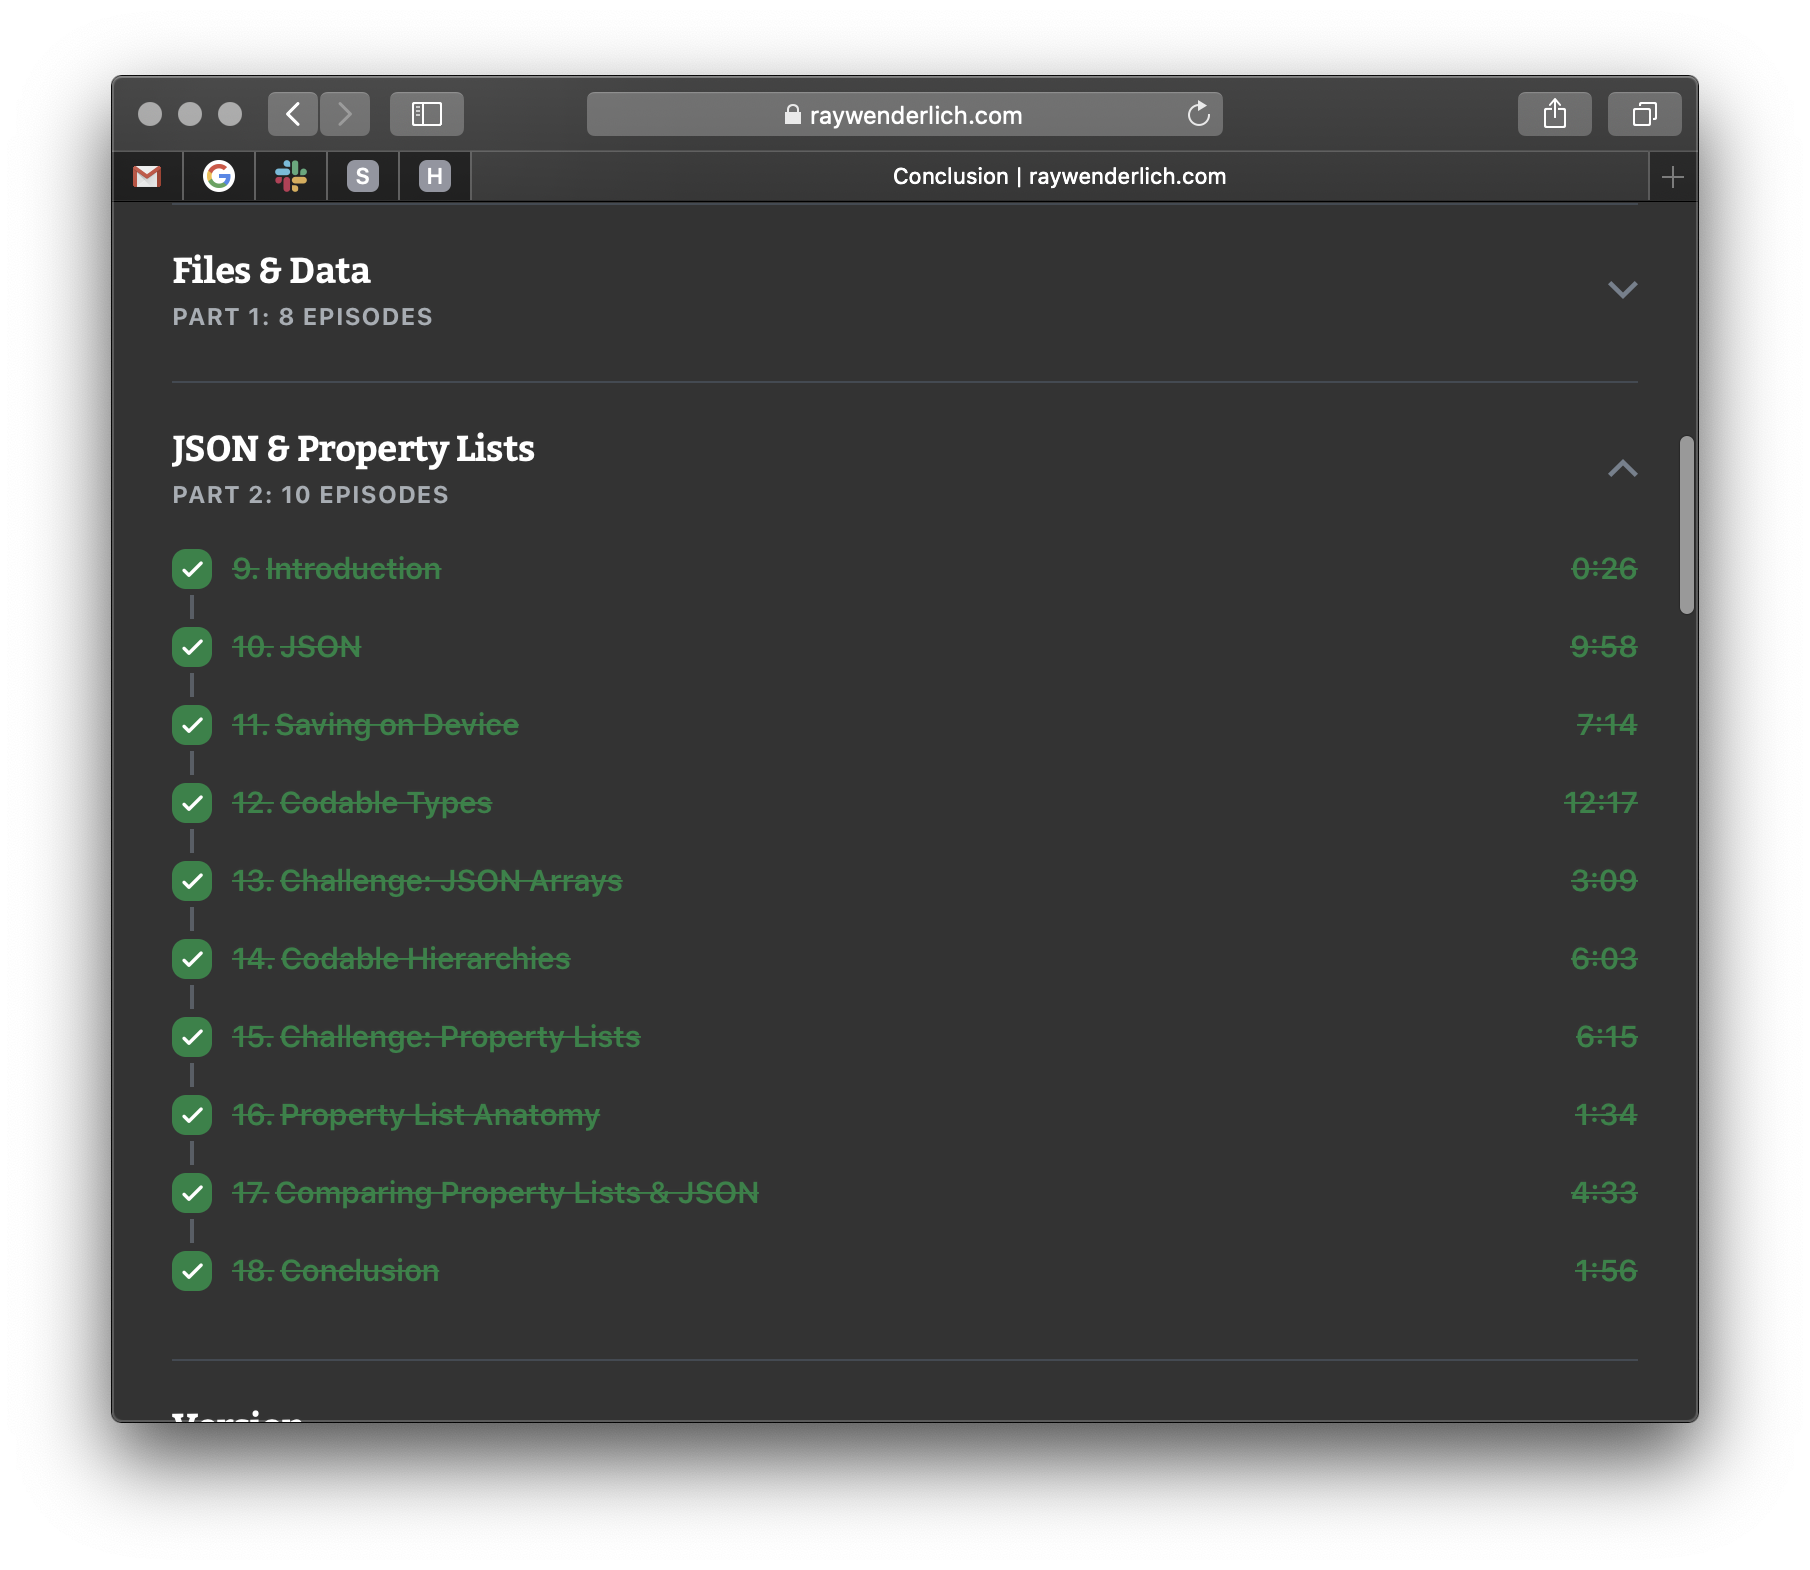 raywenderlich.com
S
H
Conclusion | raywenderlich.com
Files & Data
PART 1: 8 EPISODES
JSON & Property Lists
PART 2: 10 EPISODES
9. Introduction 0:26
10. JSON 9:58
11. Saving on Device 7:14
12. Codable Types 12:17
13. Challenge: JSON Arrays 3:09
14. Codable Hierarchies 6:03
15. Challenge: Property Lists 6:15
16. Property List Anatomy 1:34
17. Comparing Property Lists & JSON 4:33
18. Conclusion 1:56
Version